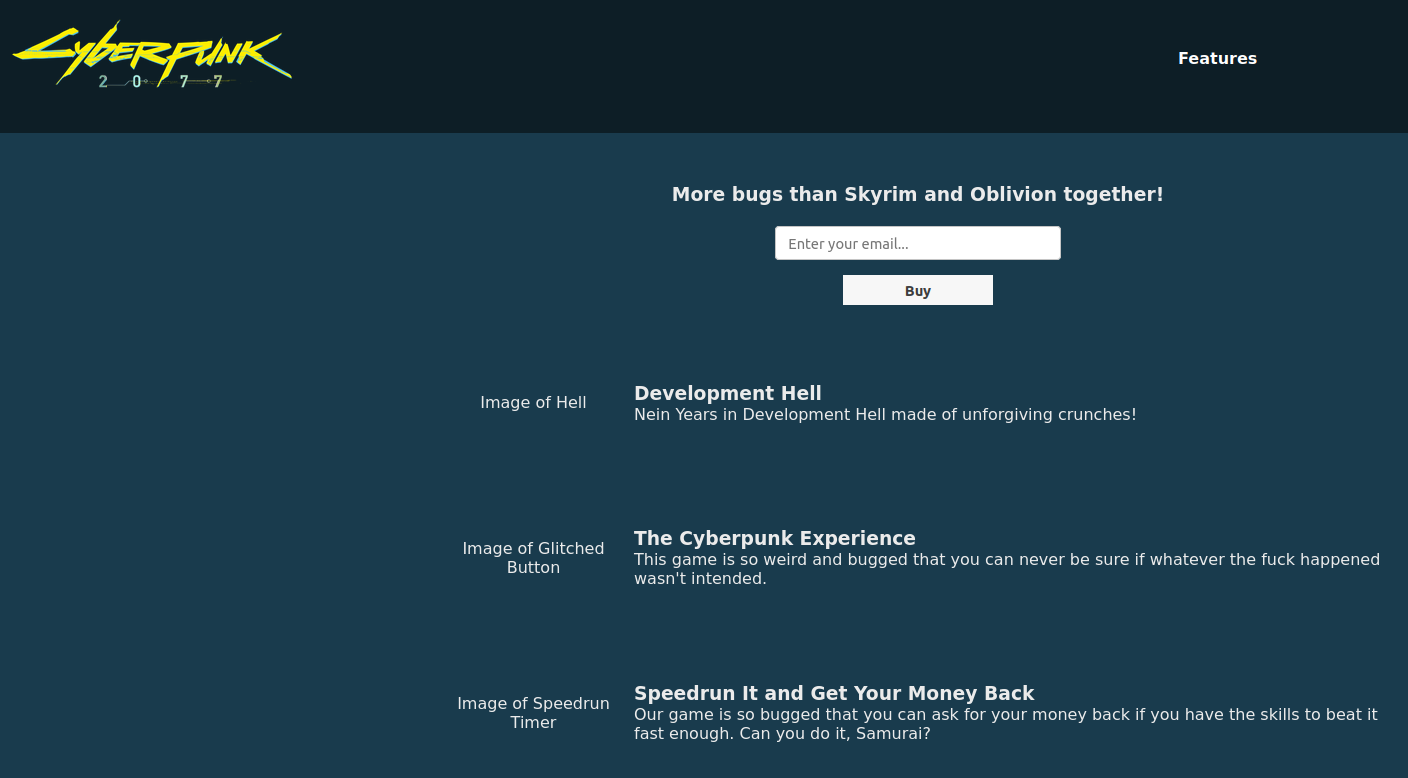 Cyberpunk
2077
Features
More bugs than Skyrim and Oblivion together!
Enter your email...
Buy
Image of Hell
Development Hell
Nein Years in Development Hell made of unforgiving crunches!
Image of Glitched
Button
The Cyberpunk Experience
This game is so weird and bugged that you can never be sure if whatever the fuck happened
wasn't intended.
Image of Speedrun
Timer
Speedrun It and Get Your Money Back
Our game is so bugged that you can ask for your money back if you have the skills to beat it
fast enough. Can you do it, Samurai?